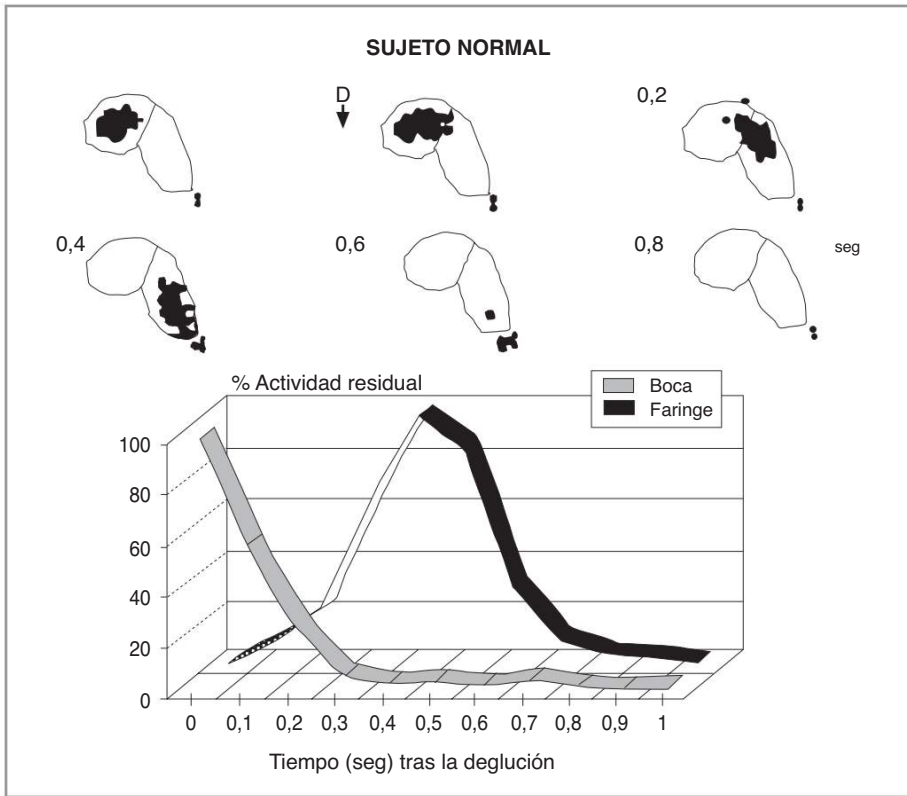 SUJETO NORMAL
D
0,2
0,4
0,6
0,8
seg
% Actividad residual
Boca
Faringe
100
80
60
40
20
0
0 0,1 0,2 0,3 0,4 0,5 0,6 0,7 0,8 0,9 1
Tiempo (seg) tras la deglución